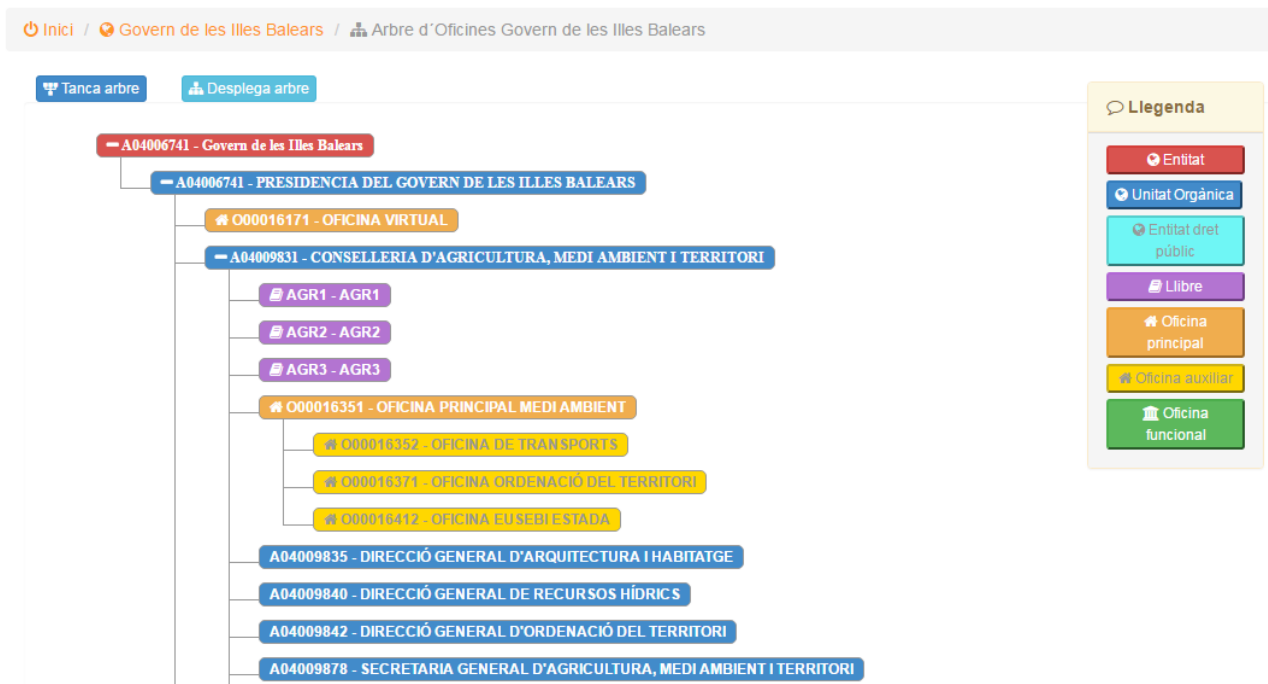 Inici / Govern de les Illes Balears / Arbre d´Oficines Govern de les Illes Balears
Tanca arbre
Desplega arbre
A04006741 - Govern de les Illes Balears
A04006741 - PRESIDENCIA DEL GOVERN DE LES ILLES BALEARS
O00016171 - OFICINA VIRTUAL
A04009831 - CONSELLERIA D'AGRICULTURA, MEDI AMBIENT I TERRITORI
AGR1 - AGR1
AGR2 - AGR2
AGR3 - AGR3
O00016351 - OFICINA PRINCIPAL MEDI AMBIENT
O00016352 - OFICINA DE TRANSPORTS
O00016371 - OFICINA ORDENACIÓ DEL TERRITORI
O00016412 - OFICINA EUSEBI ESTADA
A04009835 - DIRECCIÓ GENERAL D'ARQUITECTURA I HABITATGE
A04009840 - DIRECCIÓ GENERAL DE RECURSOS HÍDRICS
A04009842 - DIRECCIÓ GENERAL D'ORDENACIÓ DEL TERRITORI
A04009878 - SECRETARIA GENERAL D'AGRICULTURA, MEDI AMBIENT I TERRITORI
Llegenda
Entitat
Unitat Orgànica
Entitat dret
públic
Llibre
Oficina
principal
Oficina auxiliar
Oficina
funcional